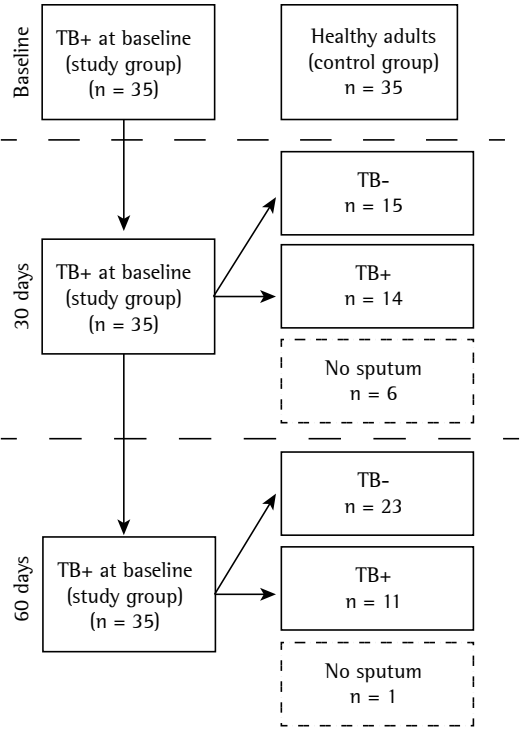 Baseline
TB+ at baseline
(study group)
(n = 35)
Healthy adults
(control group)
n = 35
30 days
TB+ at baseline
(study group)
(n = 35)
TB-
n = 15
TB+
n = 14
No sputum
n = 6
60 days
TB+ at baseline
(study group)
(n = 35)
TB-
n = 23
TB+
n = 11
No sputum
n = 1